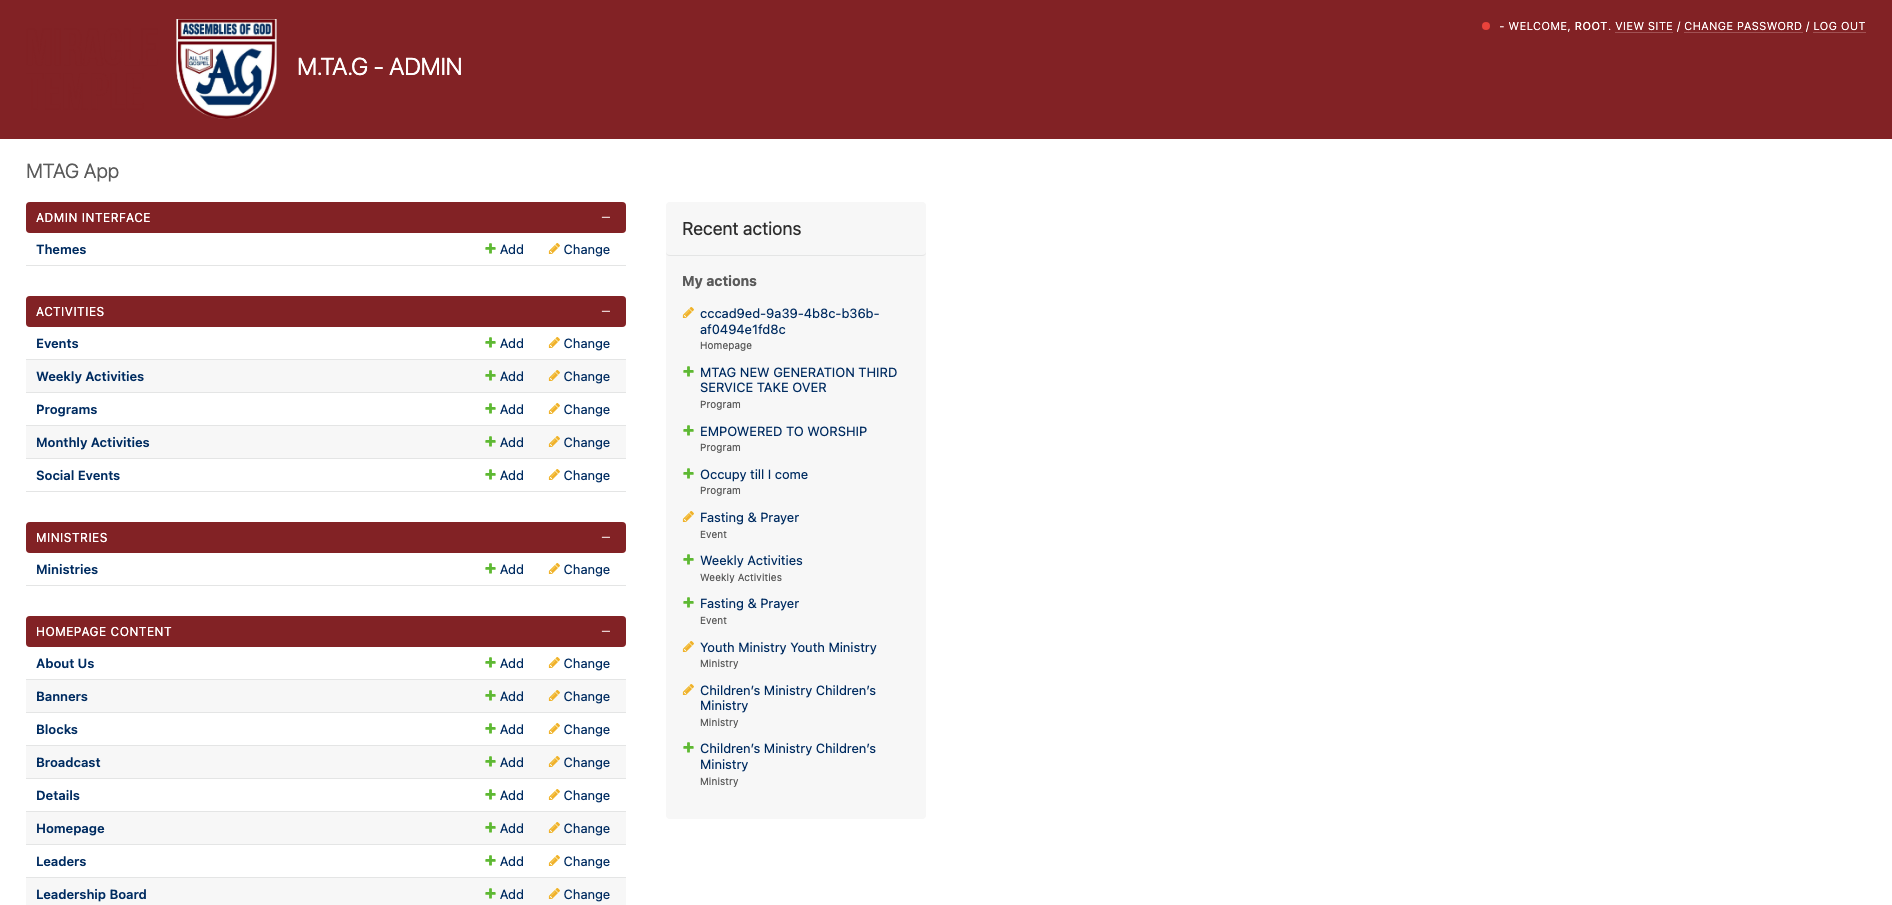 ASSEMBLIES OF GOD
ALL THE GOSPEL
AG
M.TA.G - ADMIN
- WELCOME, ROOT. VIEW SITE / CHANGE PASSWORD / LOG OUT
MTAG App
ADMIN INTERFACE
Themes Add Change
ACTIVITIES
Events Add Change
Weekly Activities Add Change
Programs Add Change
Monthly Activities Add Change
Social Events Add Change
MINISTRIES
Ministries Add Change
HOMEPAGE CONTENT
About Us Add Change
Banners Add Change
Blocks Add Change
Broadcast Add Change
Details Add Change
Homepage Add Change
Leaders Add Change
Leadership Board Add Change
Recent actions
My actions
cccad9ed-9a39-4b8c-b36b-
af0494e1fd8c
Homepage
MTAG NEW GENERATION THIRD
SERVICE TAKE OVER
Program
EMPOWERED TO WORSHIP
Program
Occupy till I come
Program
Fasting & Prayer
Event
Weekly Activities
Weekly Activities
Fasting & Prayer
Event
Youth Ministry Youth Ministry
Ministry
Children's Ministry Children's
Ministry
Ministry
Children's Ministry Children's
Ministry
Ministry